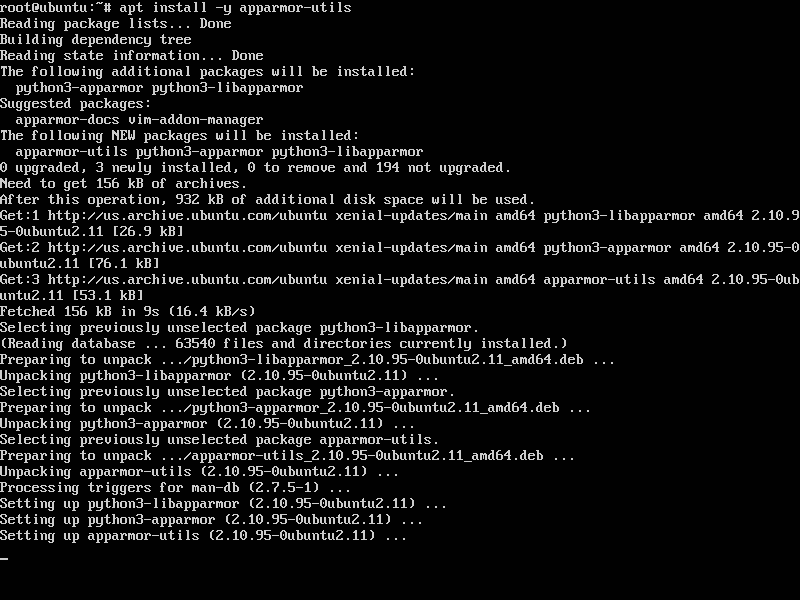 root@ubuntu:~# apt install -y apparmor-utils
Reading package lists... Done
Building dependency tree
Reading state information... Done
The following additional packages will be installed:
  python3-apparmor python3-libapparmor
Suggested packages:
  apparmor-docs vim-addon-manager
The following NEW packages will be installed:
  apparmor-utils python3-apparmor python3-libapparmor
0 upgraded, 3 newly installed, 0 to remove and 194 not upgraded.
Need to get 156 kB of archives.
After this operation, 932 kB of additional disk space will be used.
Get:1 http://us.archive.ubuntu.com/ubuntu xenial-updates/main amd64 python3-libapparmor amd64 2.10.9
5-0ubuntu2.11 [26.9 kB]
Get:2 http://us.archive.ubuntu.com/ubuntu xenial-updates/main amd64 python3-apparmor amd64 2.10.95-0
ubuntu2.11 [76.1 kB]
Get:3 http://us.archive.ubuntu.com/ubuntu xenial-updates/main amd64 apparmor-utils amd64 2.10.95-0ub
untu2.11 [53.1 kB]
Fetched 156 kB in 9s (16.4 kB/s)
Selecting previously unselected package python3-libapparmor.
(Reading database ... 63540 files and directories currently installed.)
Preparing to unpack .../python3-libapparmor_2.10.95-0ubuntu2.11_amd64.deb ...
Unpacking python3-libapparmor (2.10.95-0ubuntu2.11) ...
Selecting previously unselected package python3-apparmor.
Preparing to unpack .../python3-apparmor_2.10.95-0ubuntu2.11_amd64.deb ...
Unpacking python3-apparmor (2.10.95-0ubuntu2.11) ...
Selecting previously unselected package apparmor-utils.
Preparing to unpack .../apparmor-utils_2.10.95-0ubuntu2.11_amd64.deb ...
Unpacking apparmor-utils (2.10.95-0ubuntu2.11) ...
Processing triggers for man-db (2.7.5-1) ...
Setting up python3-libapparmor (2.10.95-0ubuntu2.11) ...
Setting up python3-apparmor (2.10.95-0ubuntu2.11) ...
Setting up apparmor-utils (2.10.95-0ubuntu2.11) ...